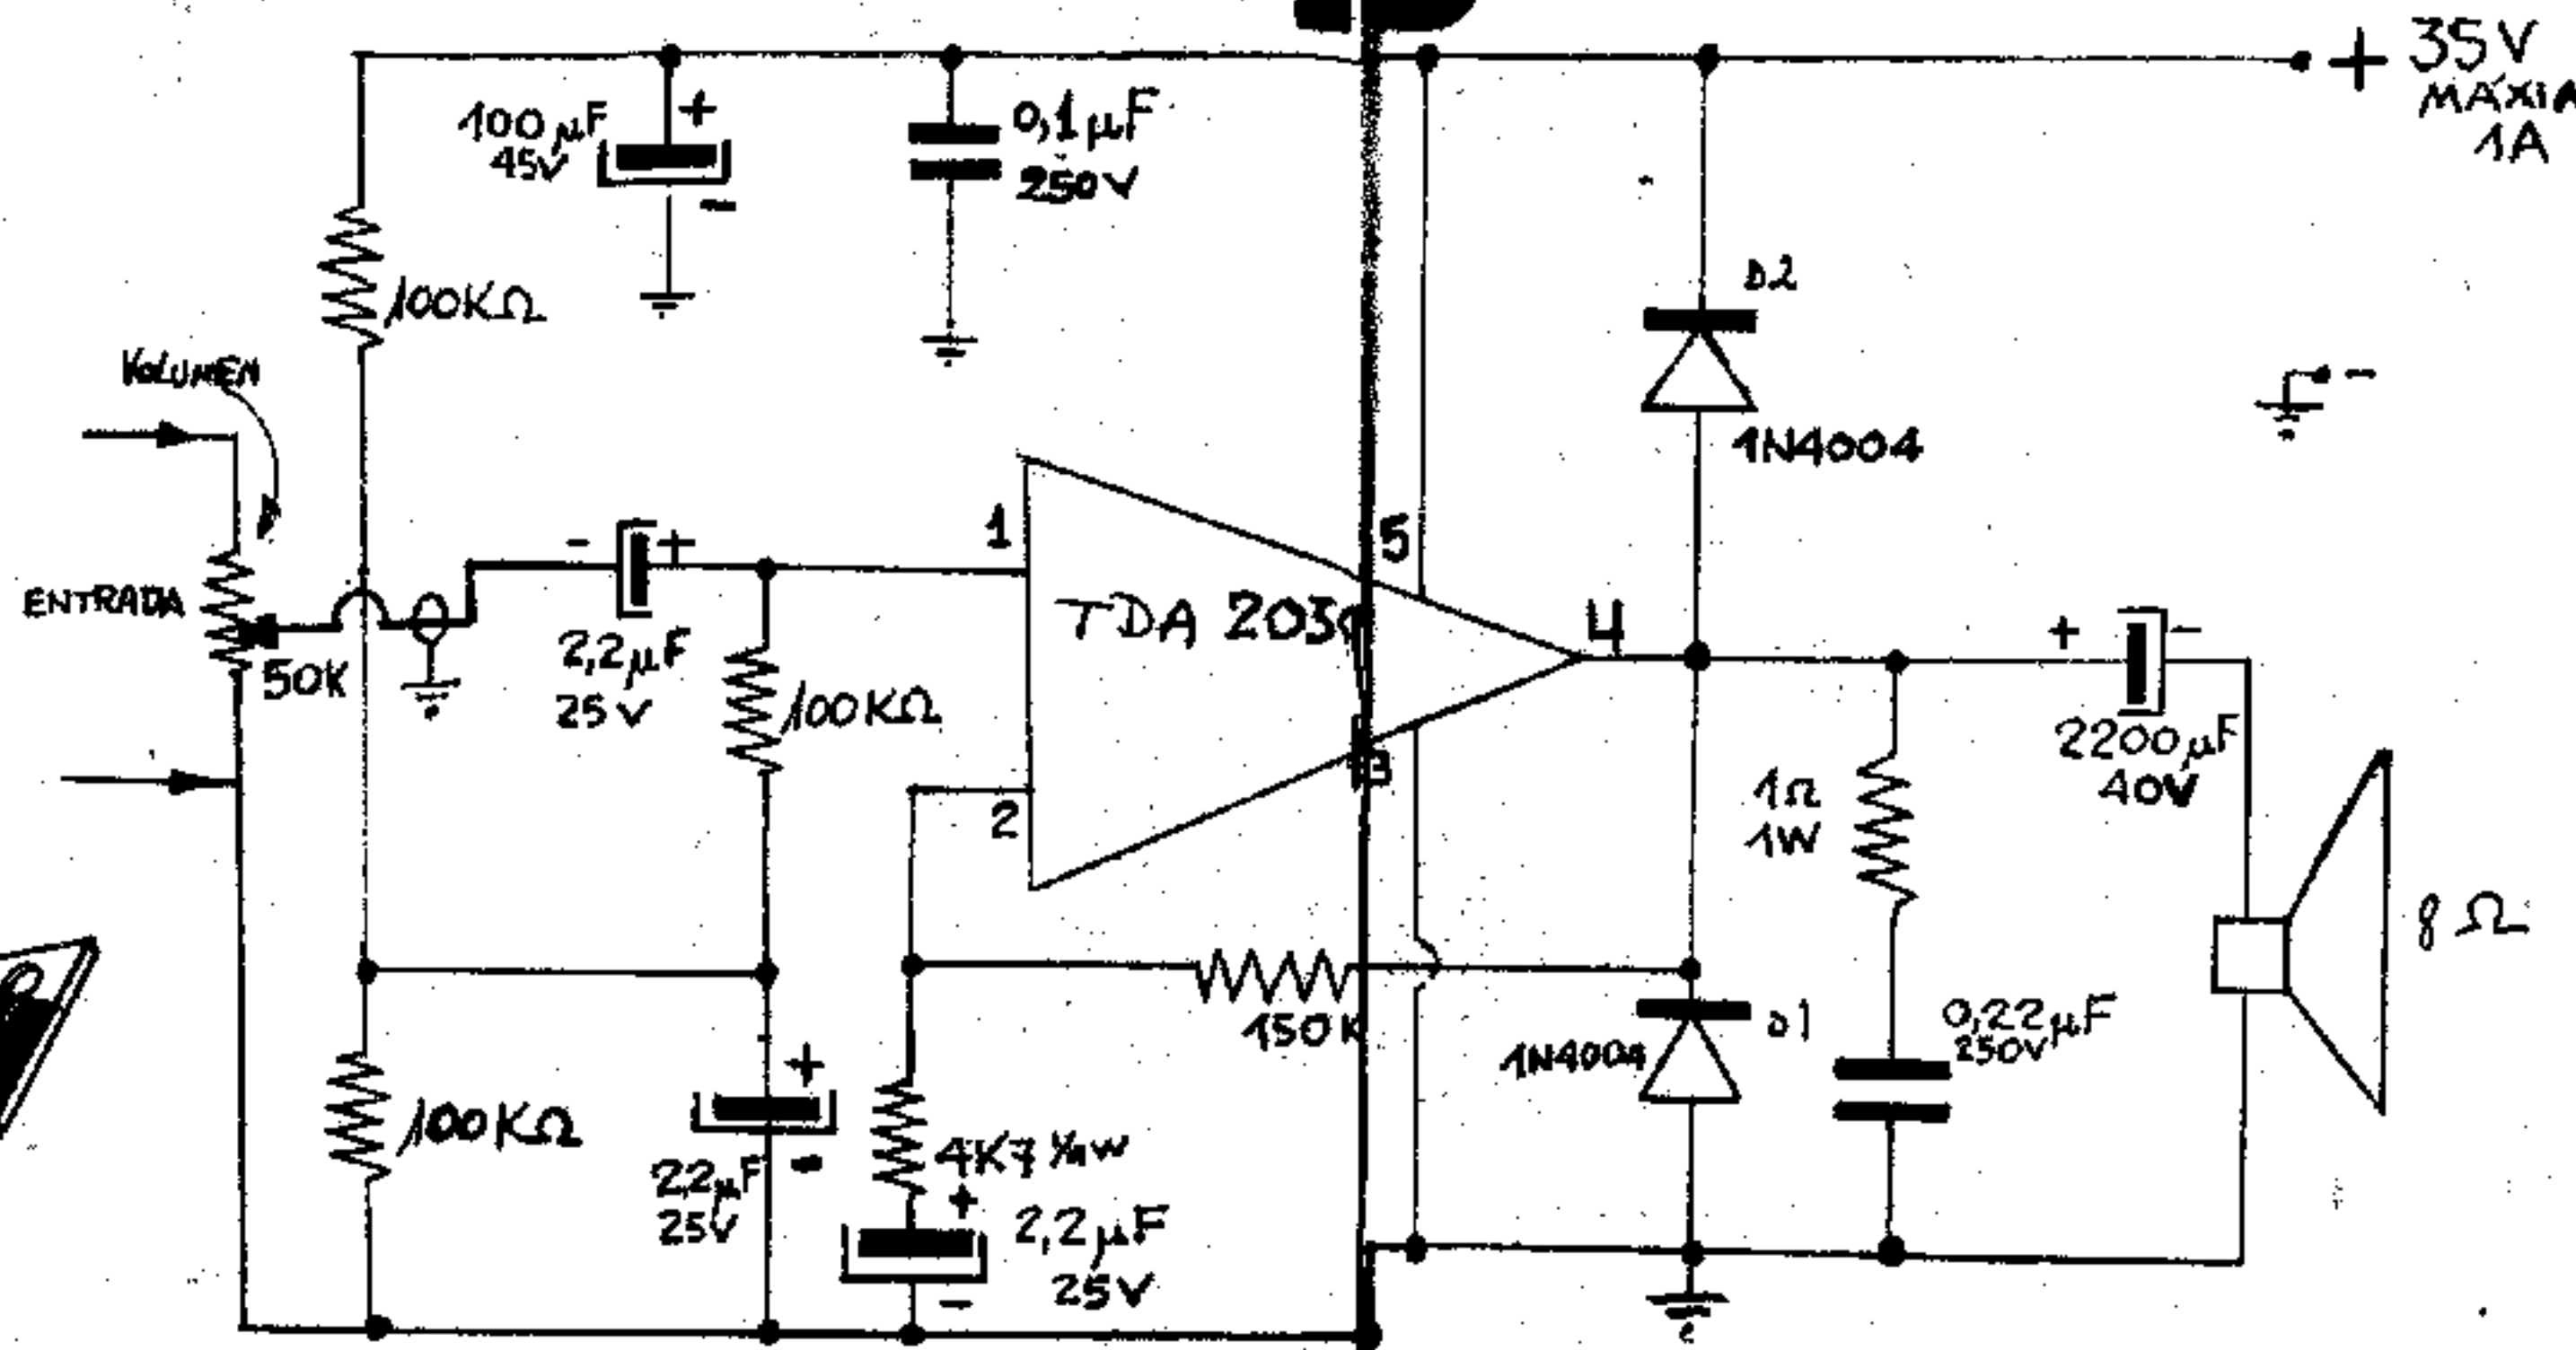 + 35V
MÁXIA
1A
100µF
45V
+
-
0,1µF
250V
100KΩ
D2
VOLUMEN
-
1N4004
1
5
- +
TDA 203
4
ENTRADA
50K
2,2µF
25V
100KΩ
+ -
2200µF
40V
2
3
1Ω
1W
8Ω
150K
1N4004
D1
0,22µF
250V
100KΩ
+
22µF
25V
-
4K7
+
2,2µF
25V
-